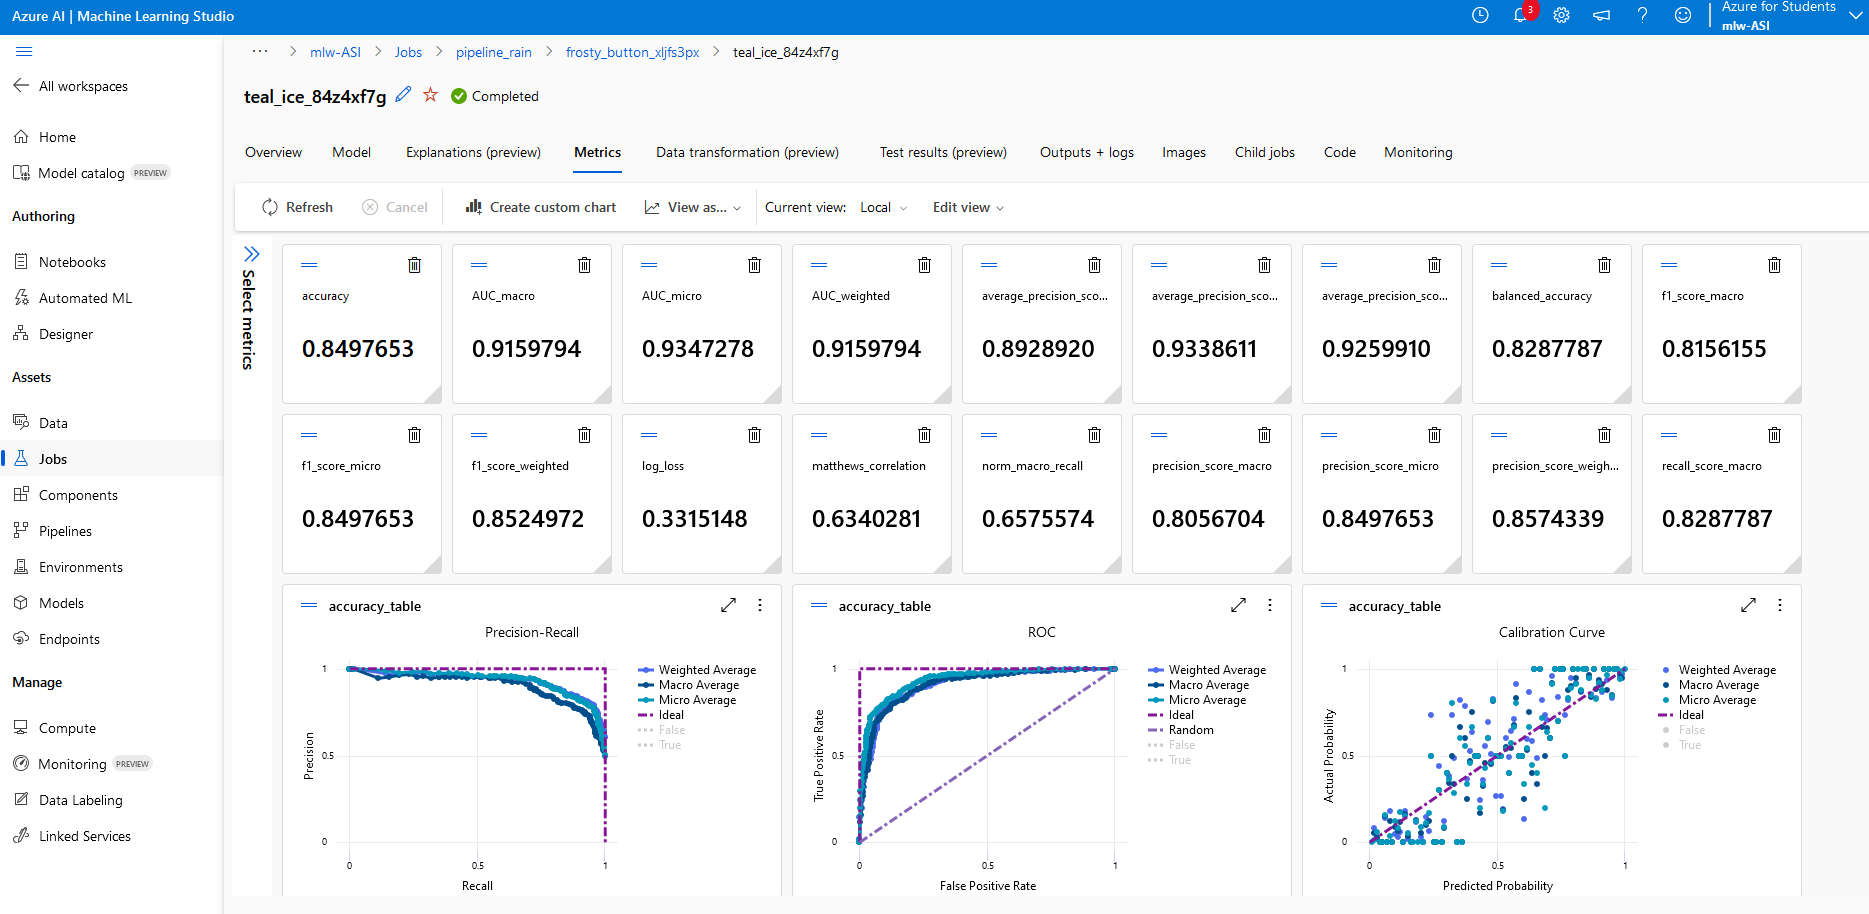 Azure AI | Machine Learning Studio
3
Azure for Students
mlw-ASI
All workspaces
Home
Model catalog PREVIEW
Authoring
Notebooks
Automated ML
Designer
Assets
Data
Jobs
Components
Pipelines
Environments
Models
Endpoints
Manage
Compute
Monitoring PREVIEW
Data Labeling
Linked Services
... > mlw-ASI > Jobs > pipeline_rain > frosty_button_xljfs3px > teal_ice_84z4xf7g
teal_ice_84z4xf7g Completed
Overview Model Explanations (preview) Metrics Data transformation (preview) Test results (preview) Outputs + logs Images Child jobs Code Monitoring
Refresh Cancel Create custom chart View as... Current view: Local Edit view
Select metrics
accuracy AUC_macro AUC_micro AUC_weighted average_precision_sco... average_precision_sco... average_precision_sco... balanced_accuracy f1_score_macro
0.8497653 0.9159794 0.9347278 0.9159794 0.8928920 0.9338611 0.9259910 0.8287787 0.8156155
f1_score_micro f1_score_weighted log_loss matthews_correlation norm_macro_recall precision_score_macro precision_score_micro precision_score_weigh... recall_score_macro
0.8497653 0.8524972 0.3315148 0.6340281 0.6575574 0.8056704 0.8497653 0.8574339 0.8287787
accuracy_table
Precision-Recall
1
0.5
0
Precision
0 0.5 1
Recall
Weighted Average
Macro Average
Micro Average
Ideal
False
True
accuracy_table
ROC
1
0.5
0
True Positive Rate
0 0.5 1
False Positive Rate
Weighted Average
Macro Average
Micro Average
Ideal
Random
False
True
accuracy_table
Calibration Curve
1
0.5
0
Actual Probability
0 0.5 1
Predicted Probability
Weighted Average
Macro Average
Micro Average
Ideal
False
True